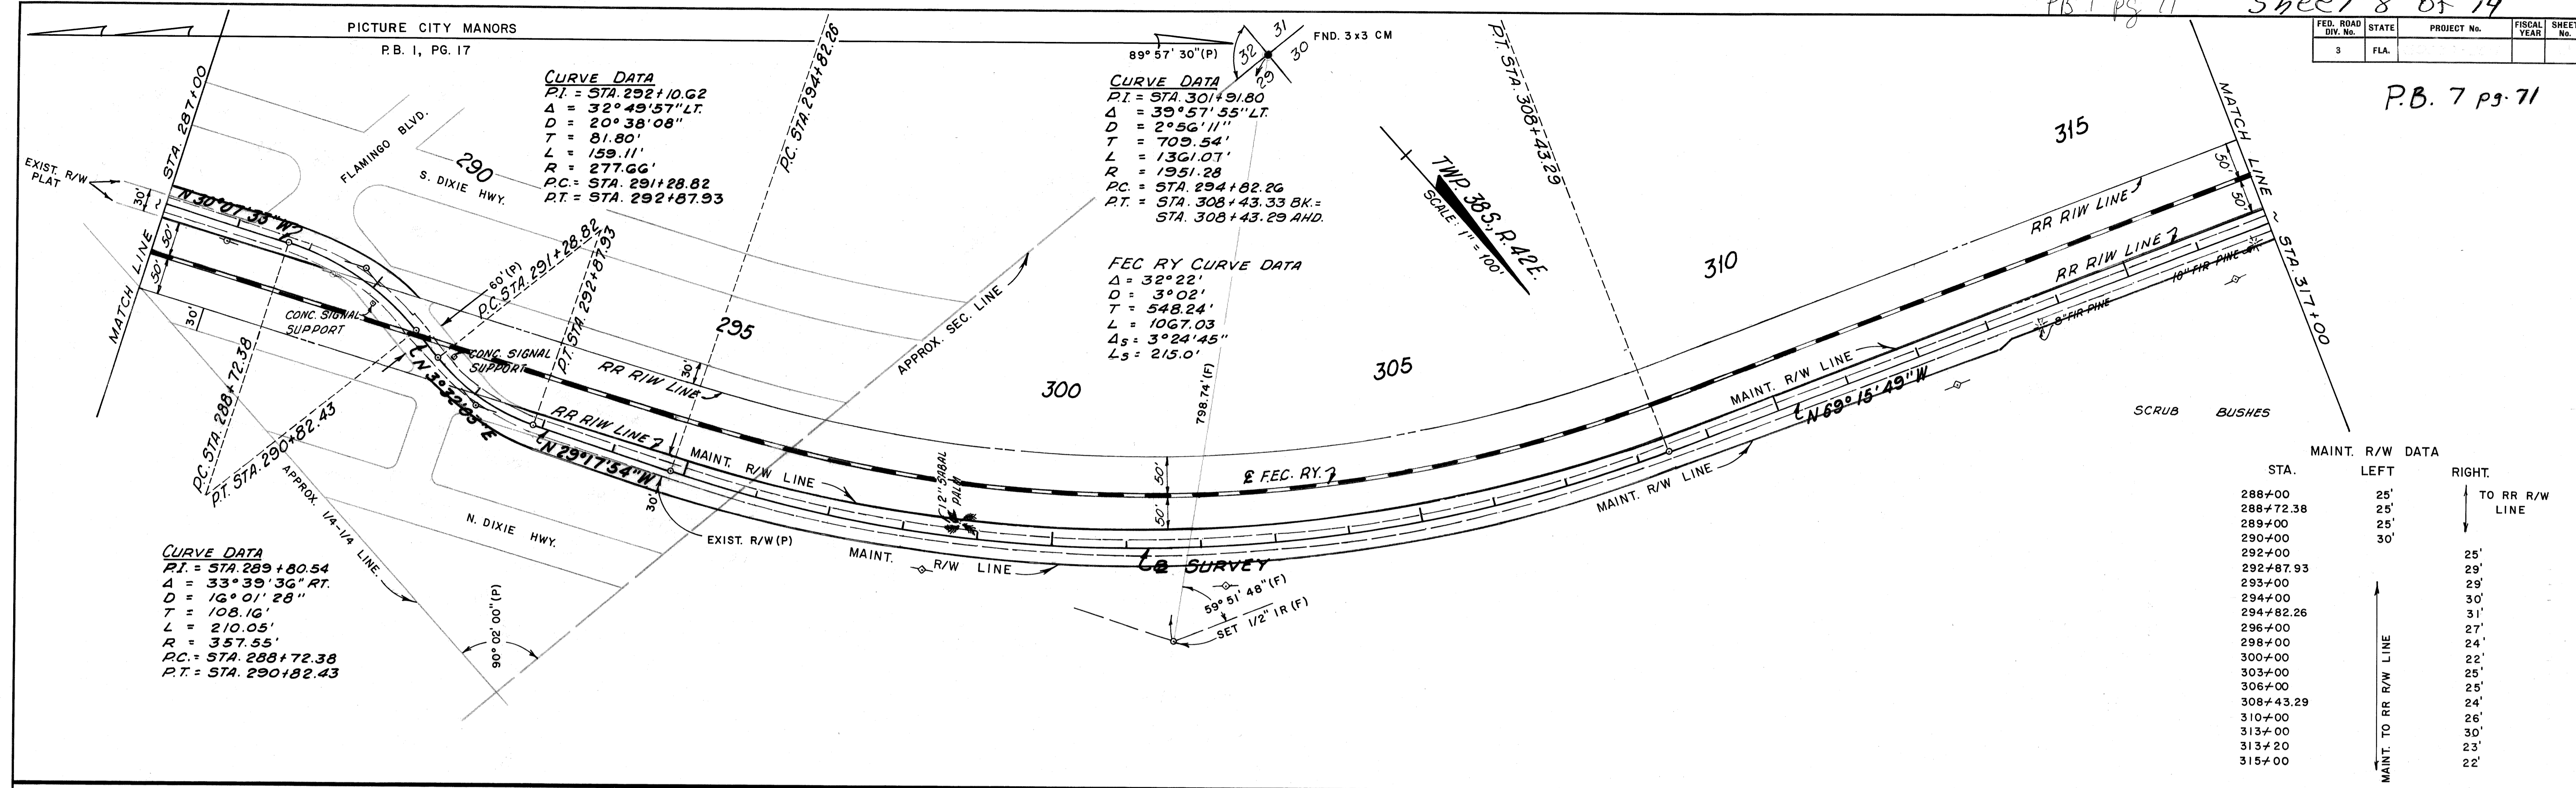 PB 1 pg 11 Sheet 8 of 14
FED. ROAD DIV. No. STATE PROJECT No. FISCAL YEAR SHEET No.
3 FLA.
P.B. 7 pg. 71
PICTURE CITY MANORS
P.B. 1, PG. 17
89° 57' 30"(P)
31
32
30
29
FND. 3x3 CM
CURVE DATA
P.I. = STA. 292+10.62
Δ = 32°49'57"LT.
D = 20°38'08"
T = 81.80'
L = 159.11'
R = 277.66'
P.C.= STA. 291+28.82
P.T.= STA. 292+87.93
CURVE DATA
P.I. = STA. 301+91.80
Δ = 39°57'55"LT.
D = 2°56'11"
T = 709.54'
L = 1361.07'
R = 1951.28
P.C. = STA. 294+82.26
P.T. = STA. 308+43.33 BK.=
STA. 308+43.29 AHD.
FEC RY CURVE DATA
Δ = 32°22'
D = 3°02'
T = 548.24'
L = 1067.03
Δs = 3°24'45"
Ls = 215.0'
MATCH LINE ~ STA. 287+00
EXIST. R/W
PLAT
30'
50'
50'
30'
N 30°07'33"W
FLAMINGO BLVD.
290
S. DIXIE HWY.
P.C. STA. 294+82.26
60'(P)
P.C. STA. 291+28.82
P.T. STA. 292+87.93
CONC. SIGNAL
SUPPORT
CONC. SIGNAL
SUPPORT
N 3°32'03"E
P.C. STA. 288+72.38
P.T. STA. 290+82.43
APPROX. 1/4-1/4 LINE.
90° 02' 00"(P)
N. DIXIE HWY.
N 29°17'54"W
RR R/W LINE
RR R/W LINE
30'
295
30'
EXIST. R/W (P)
MAINT. R/W LINE
MAINT. R/W LINE
12" SABAL
PALM
APPROX. SEC. LINE
300
798.74'(F)
50'
50'
℄ SURVEY
59° 51' 48"(F)
SET 1/2" IR (F)
℄ FEC. RY.
305
TWP. 38S., R. 42E.
SCALE: 1" = 100'
P.T. STA. 308+43.29
310
315
MAINT. R/W LINE
MAINT. R/W LINE
N 69°15'49"W
RR R/W LINE
RR R/W LINE
8" FIR PINE
10" FIR PINE
50'
50'
MATCH LINE ~ STA. 317+00
SCRUB BUSHES
CURVE DATA
P.I. = STA. 289+80.54
Δ = 33°39'36" RT.
D = 16°01'28"
T = 108.16'
L = 210.05'
R = 357.55'
P.C.= STA. 288+72.38
P.T. = STA. 290+82.43
MAINT. R/W DATA
STA. LEFT RIGHT.
288+00 25' TO RR R/W
288+72.38 25' LINE
289+00 25'
290+00 30'
292+00 25'
292+87.93 29'
293+00 29'
294+00 30'
294+82.26 31'
296+00 27'
298+00 24'
300+00 22'
303+00 25'
306+00 25'
308+43.29 24'
310+00 26'
313+00 30'
313+20 23'
315+00 22'
MAINT. TO RR R/W LINE